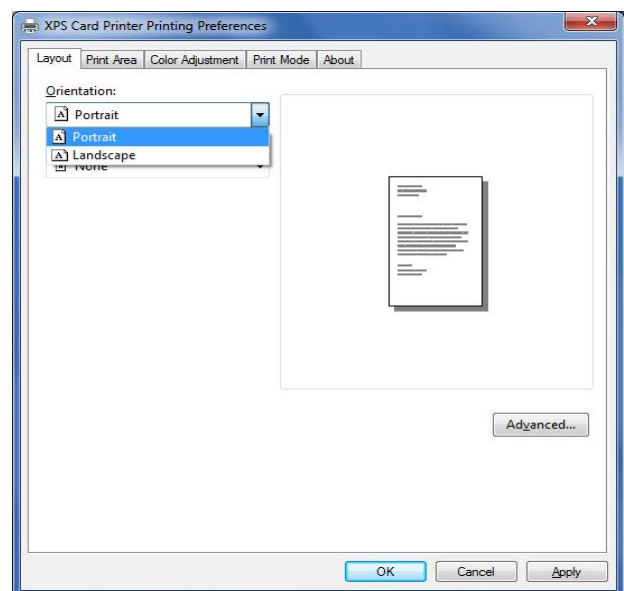 XPS Card Printer Printing Preferences
Layout Print Area Color Adjustment Print Mode About
Orientation:
Portrait
Portrait
Landscape
None
Advanced...
OK Cancel Apply